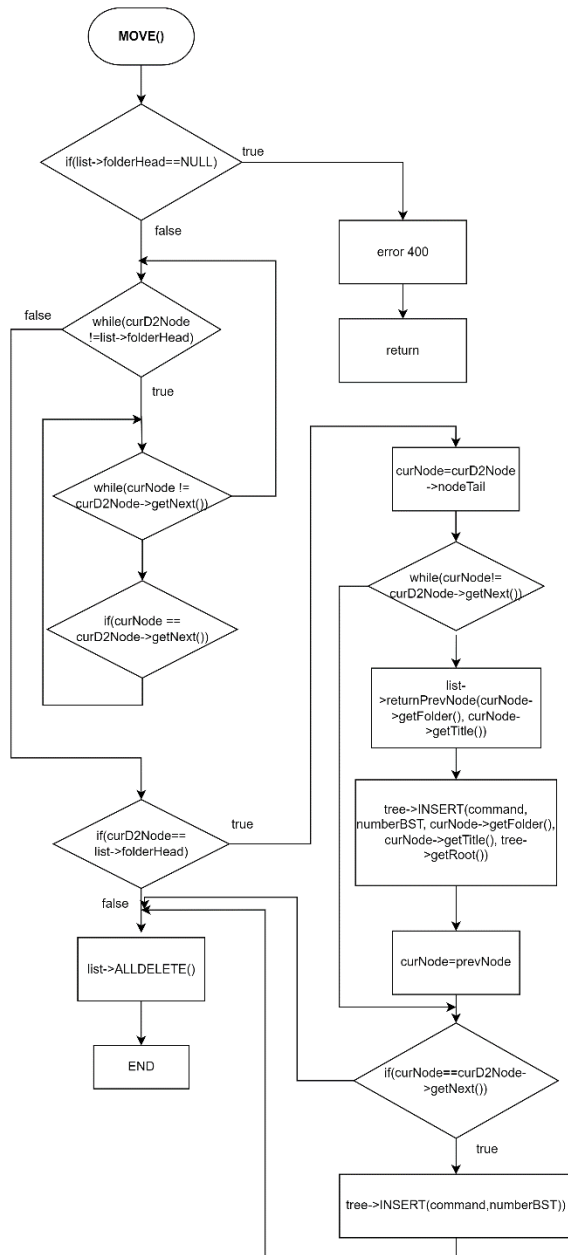 MOVE()
if(list->folderHead==NULL)
true
false
error 400
return
false
while(curD2Node
!=list->folderHead)
true
while(curNode !=
curD2Node->getNext())
if(curNode ==
curD2Node->getNext())
curNode=curD2Node
->nodeTail
while(curNode!=
curD2Node->getNext())
list-
>returnPrevNode(curNode-
>getFolder(), curNode-
>getTitle())
tree->INSERT(command,
numberBST, curNode->getFolder(),
curNode->getTitle(), tree-
>getRoot())
curNode=prevNode
if(curD2Node==
list->folderHead)
true
false
list->ALLDELETE()
END
if(curNode==curD2Node-
>getNext())
true
tree->INSERT(command,numberBST))